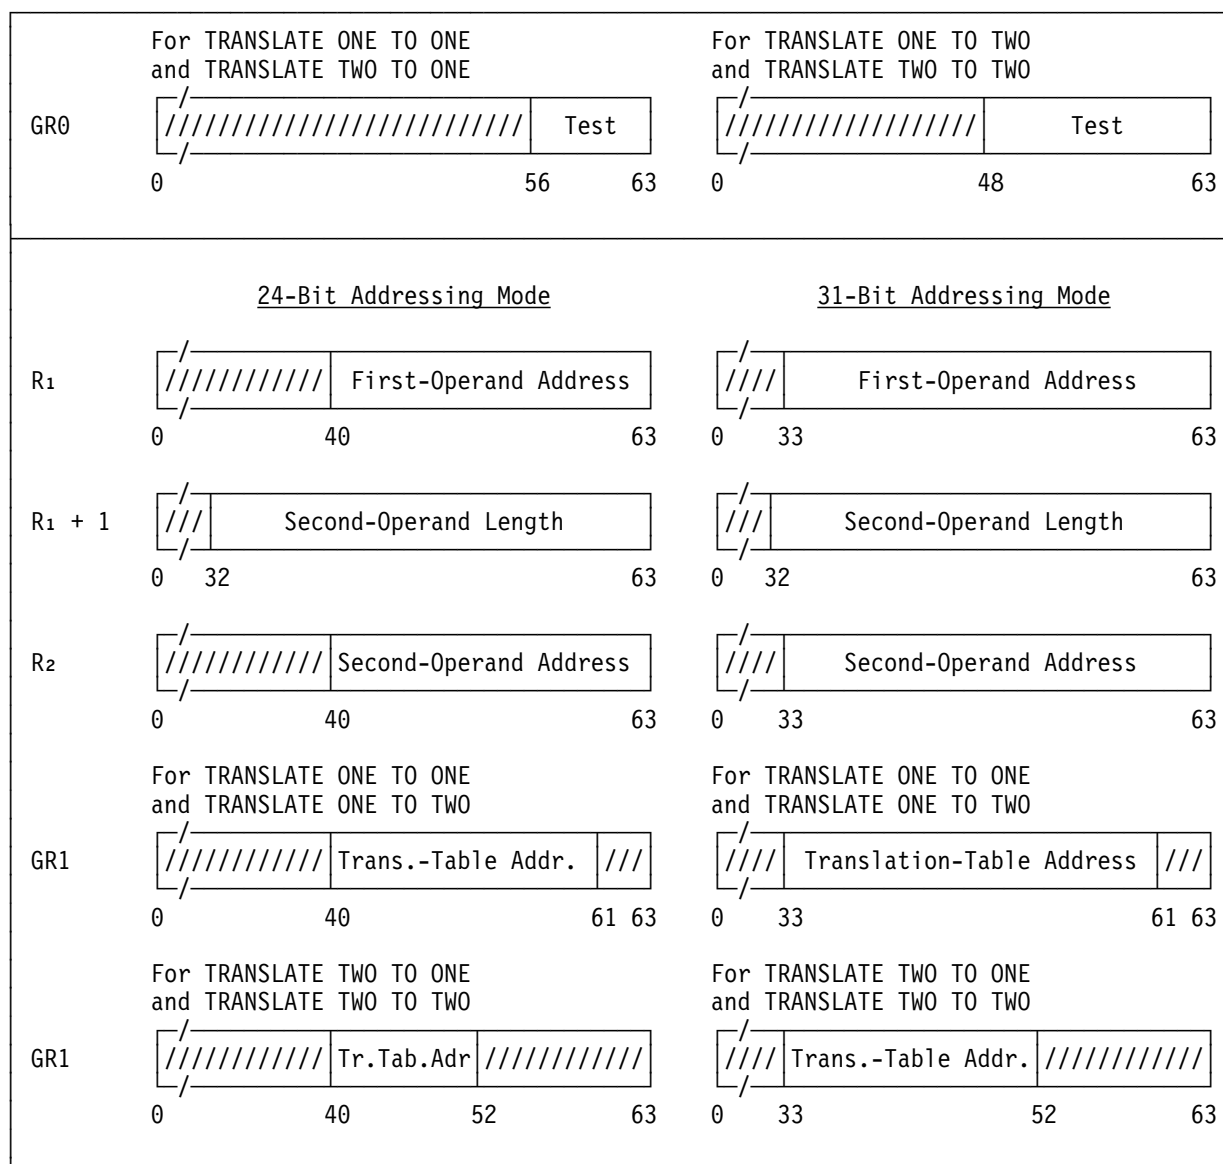 For TRANSLATE ONE TO ONE For TRANSLATE ONE TO TWO
and TRANSLATE TWO TO ONE and TRANSLATE TWO TO TWO
GR0 /////////////////////////// Test /////////////////// Test
0 56 63 0 48 63
24-Bit Addressing Mode 31-Bit Addressing Mode
R₁ //////////// First-Operand Address //// First-Operand Address
0 40 63 0 33 63
R₁ + 1 /// Second-Operand Length /// Second-Operand Length
0 32 63 0 32 63
R₂ //////////// Second-Operand Address //// Second-Operand Address
0 40 63 0 33 63
For TRANSLATE ONE TO ONE For TRANSLATE ONE TO ONE
and TRANSLATE ONE TO TWO and TRANSLATE ONE TO TWO
GR1 //////////// Trans.-Table Addr. /// //// Translation-Table Address ///
0 40 61 63 0 33 61 63
For TRANSLATE TWO TO ONE For TRANSLATE TWO TO ONE
and TRANSLATE TWO TO TWO and TRANSLATE TWO TO TWO
GR1 //////////// Tr.Tab.Adr //////////// //// Trans.-Table Addr. ////////////
0 40 52 63 0 33 52 63